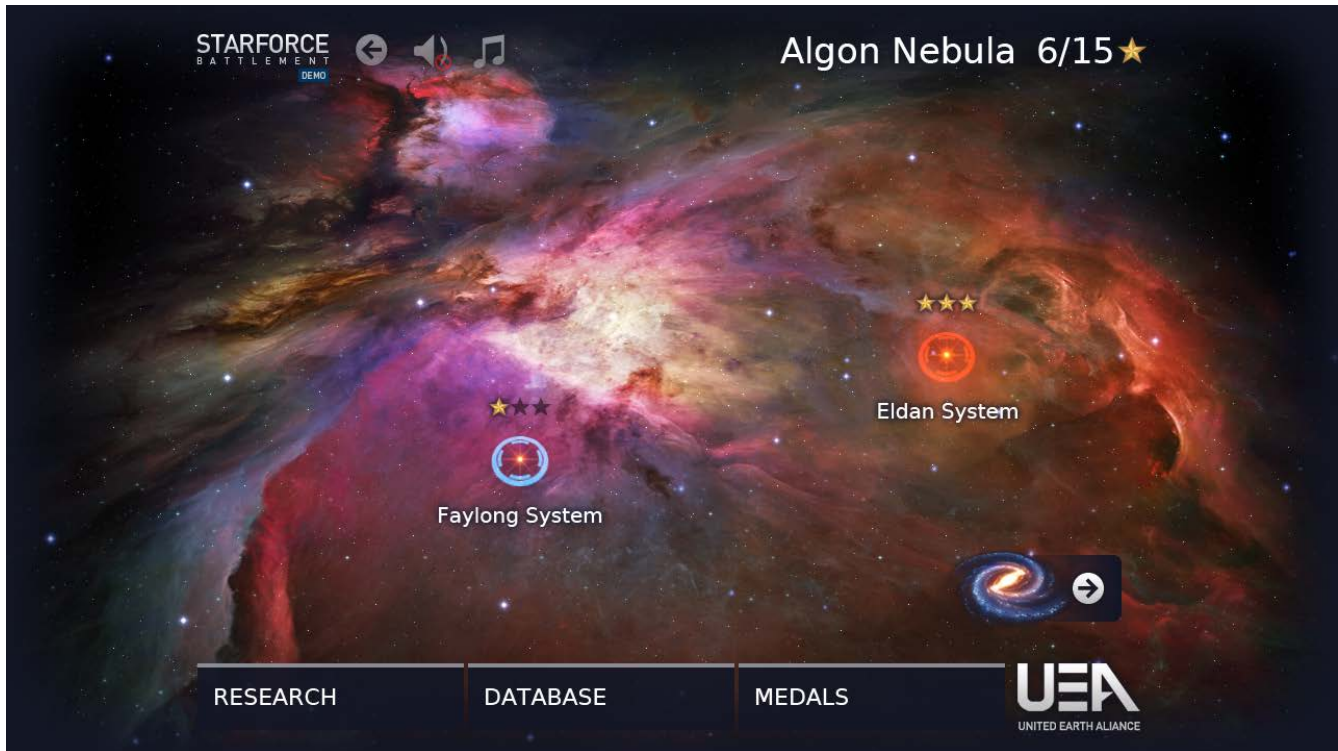 STARFORCE
BATTLEMENT
DEMO
Algon Nebula 6/15
Eldan System
Faylong System
RESEARCH
DATABASE
MEDALS
UEA
UNITED EARTH ALIANCE